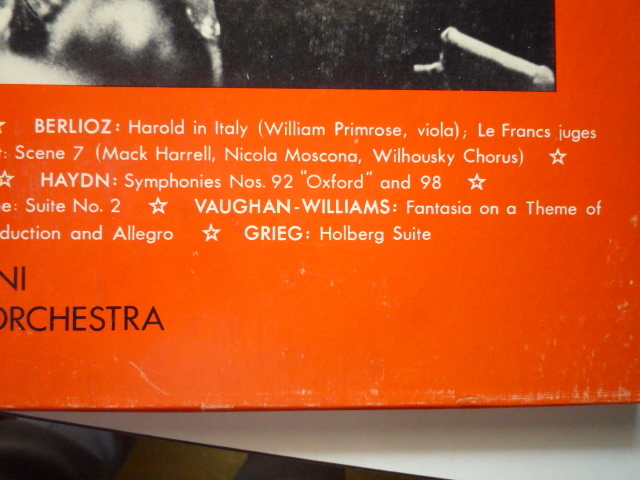 ☆ BERLIOZ: Harold in Italy (William Primrose, viola); Le Francs juges
t: Scene 7 (Mack Harrell, Nicola Moscona, Wilhousky Chorus) ☆
☆ HAYDN: Symphonies Nos. 92 "Oxford" and 98 ☆
e: Suite No. 2 ☆ VAUGHAN-WILLIAMS: Fantasia on a Theme of
duction and Allegro ☆ GRIEG: Holberg Suite
NI
ORCHESTRA